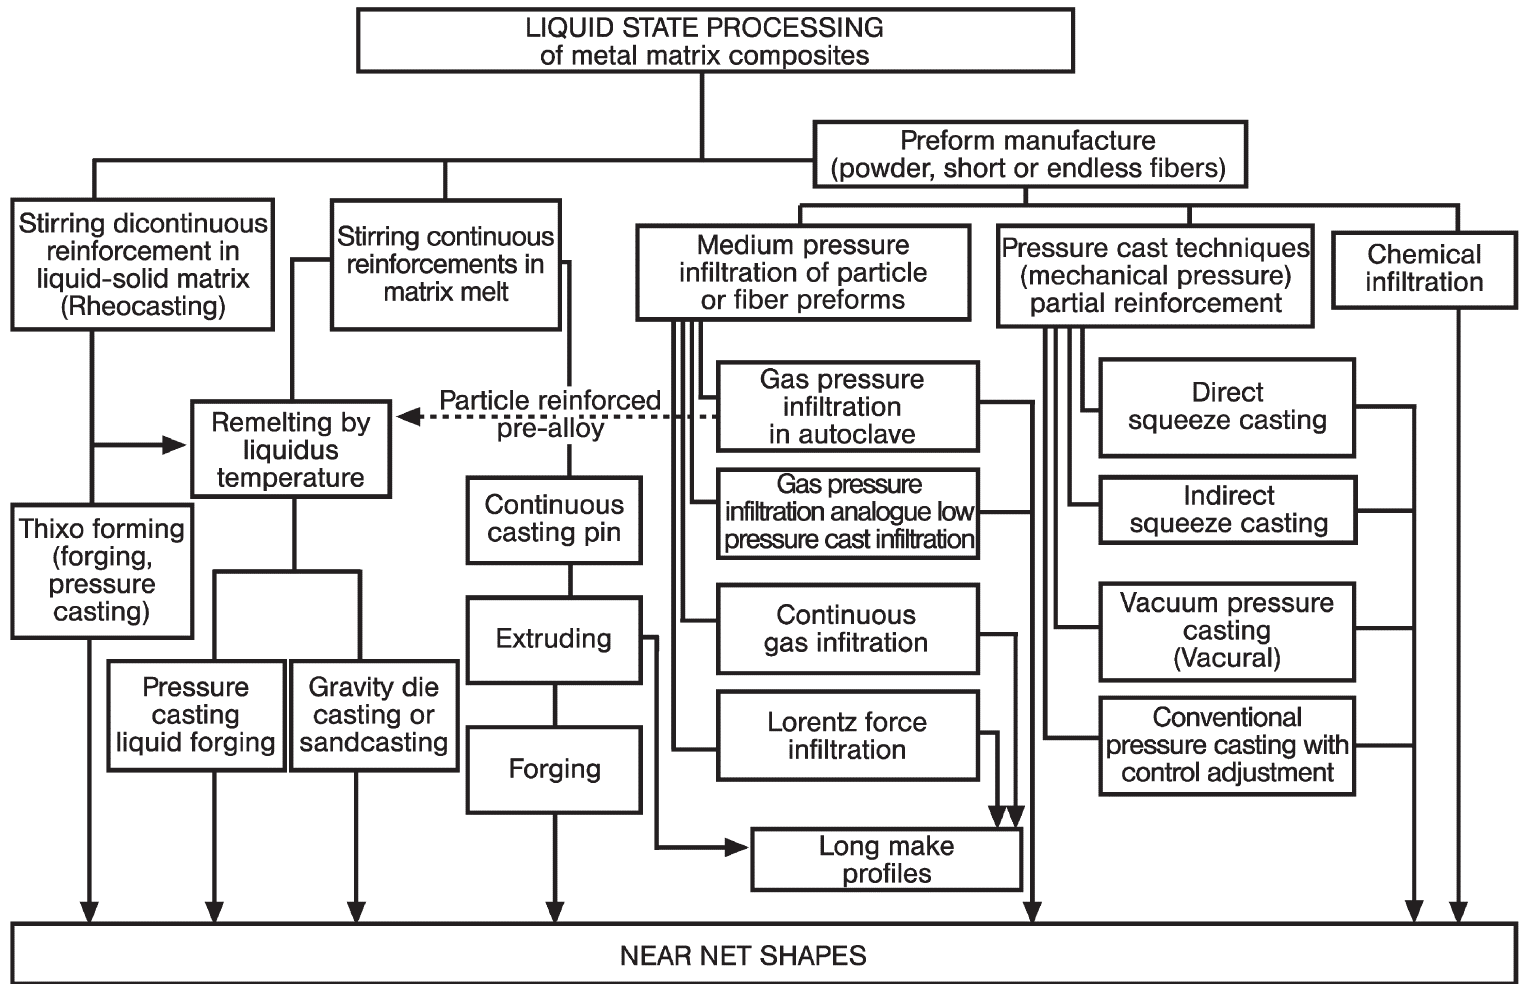 LIQUID STATE PROCESSING
of metal matrix composites
Preform manufacture
(powder, short or endless fibers)
Stirring dicontinuous
reinforcement in
liquid-solid matrix
(Rheocasting)
Stirring continuous
reinforcements in
matrix melt
Medium pressure
infiltration of particle
or fiber preforms
Pressure cast techniques
(mechanical pressure)
partial reinforcement
Chemical
infiltration
Remelting by
liquidus
temperature
Particle reinforced
pre-alloy
Gas pressure
infiltration
in autoclave
Direct
squeeze casting
Thixo forming
(forging,
pressure
casting)
Continuous
casting pin
Gas pressure
infiltration analogue low
pressure cast infiltration
Indirect
squeeze casting
Extruding
Continuous
gas infitration
Vacuum pressure
casting
(Vacural)
Pressure
casting
liquid forging
Gravity die
casting or
sandcasting
Forging
Lorentz force
infiltration
Conventional
pressure casting with
control adjustment
Long make
profiles
NEAR NET SHAPES